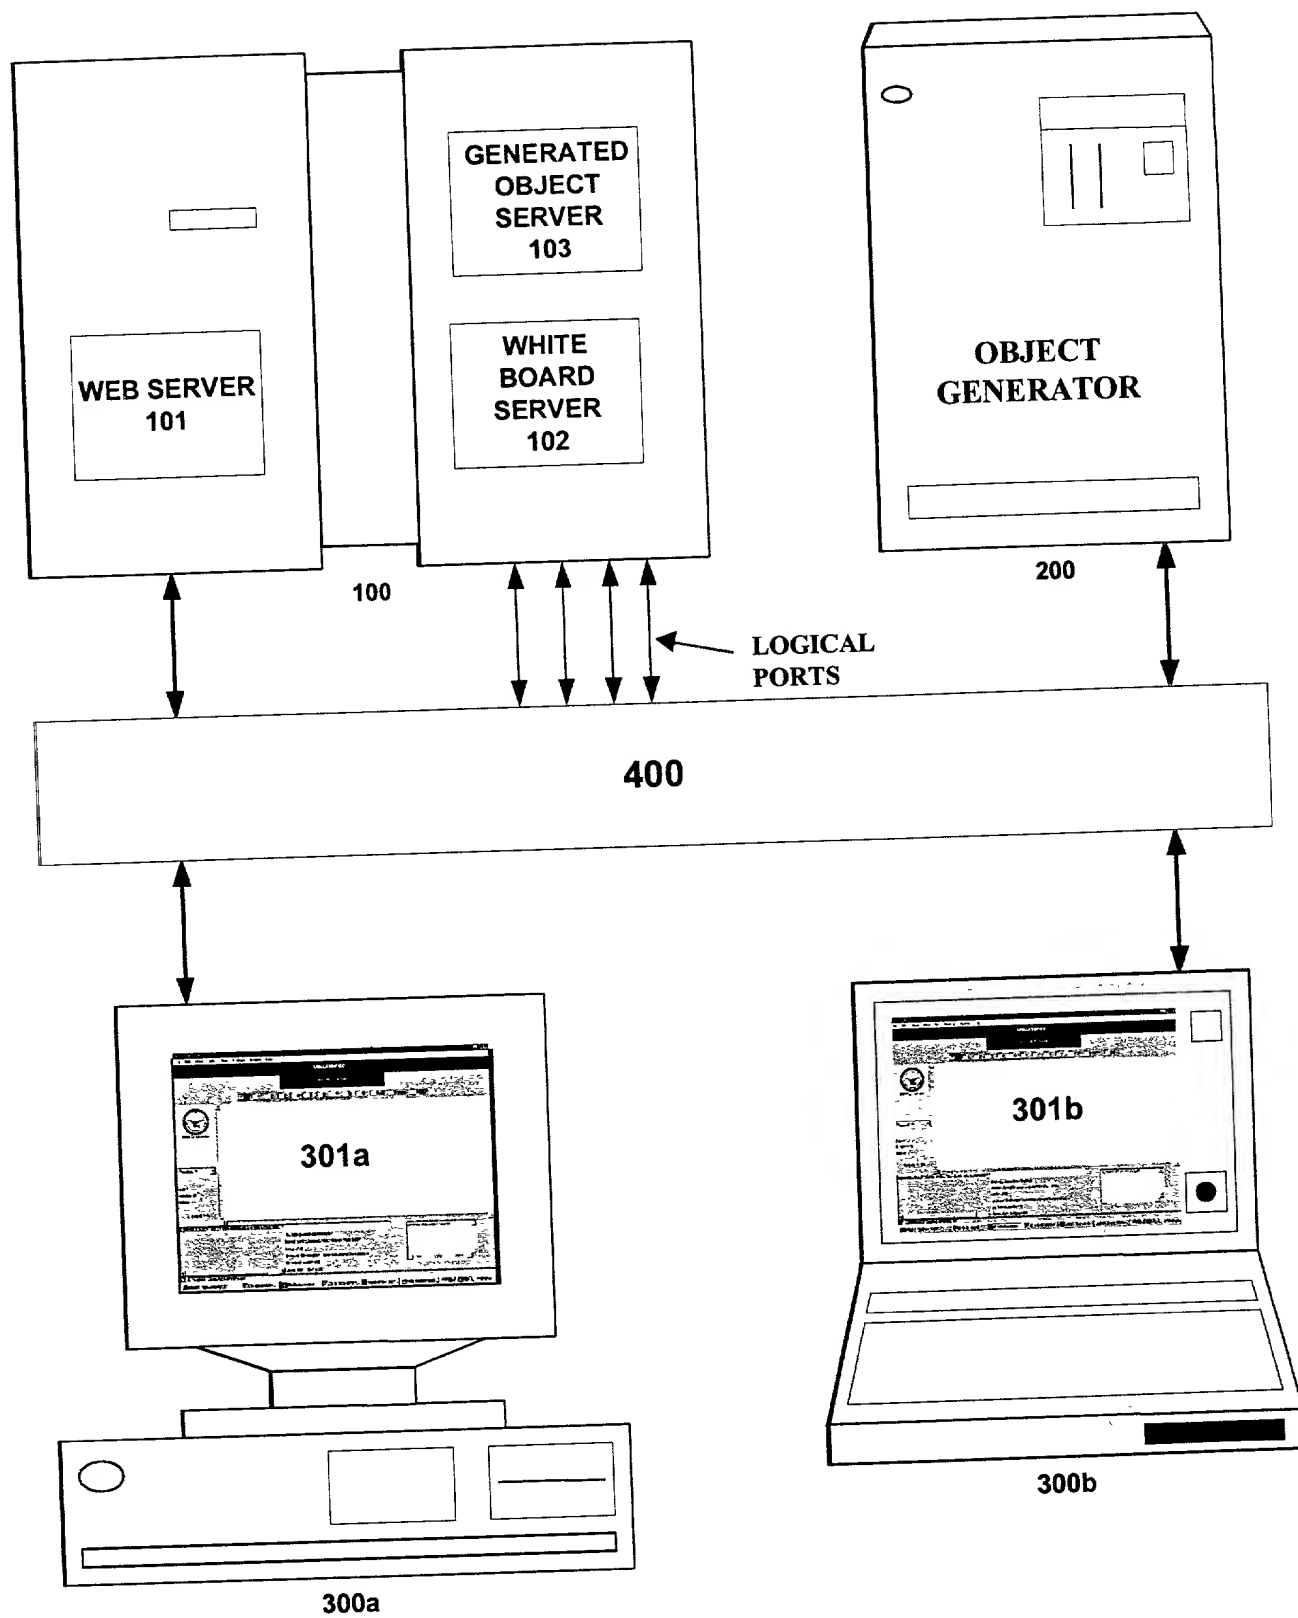 GENERATED
OBJECT
SERVER
103
WHITE
BOARD
SERVER
102
WEB SERVER
101
OBJECT
GENERATOR
100
200
LOGICAL
PORTS
400
301a
301b
300a
300b